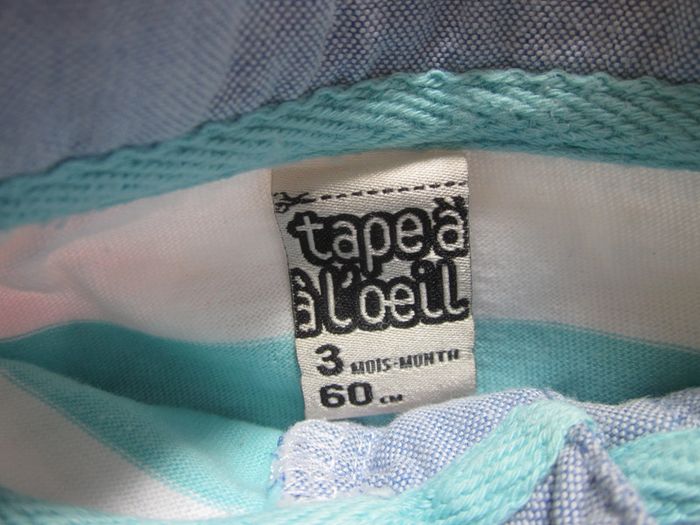 tape à
à l'oeil
3 MOIS-MONTH
60 CM